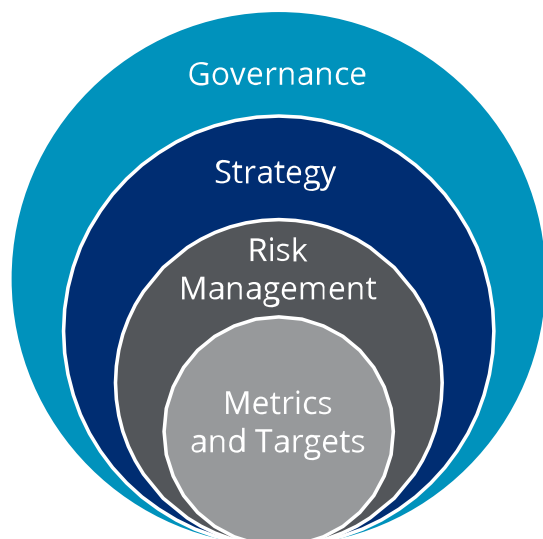 Governance
Strategy
Risk
Management
Metrics
and Targets